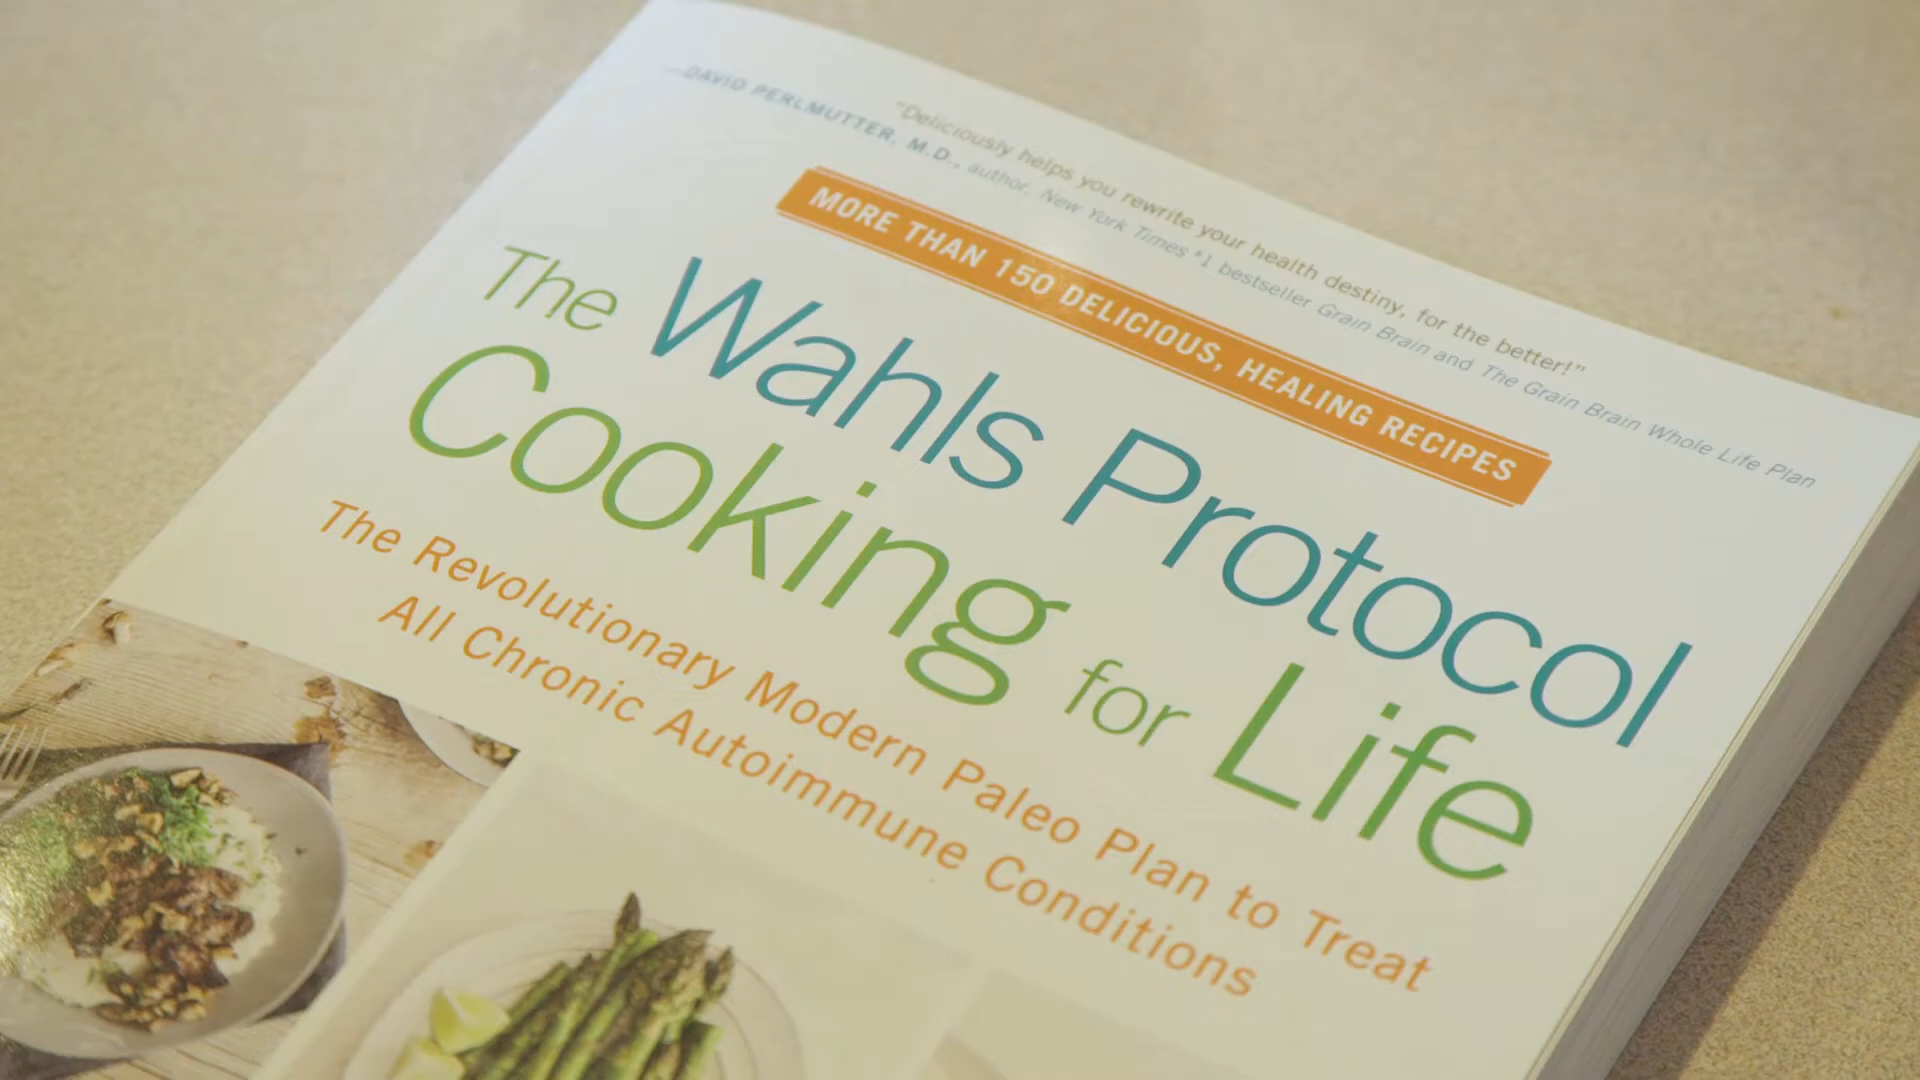 "Deliciously helps you rewrite your health destiny, for the better!"
—DAVID PERLMUTTER, M.D., author, New York Times #1 bestseller Grain Brain and The Grain Brain Whole Life Plan
MORE THAN 150 DELICIOUS, HEALING RECIPES
The Wahls Protocol
Cooking for Life
The Revolutionary Modern Paleo Plan to Treat
All Chronic Autoimmune Conditions